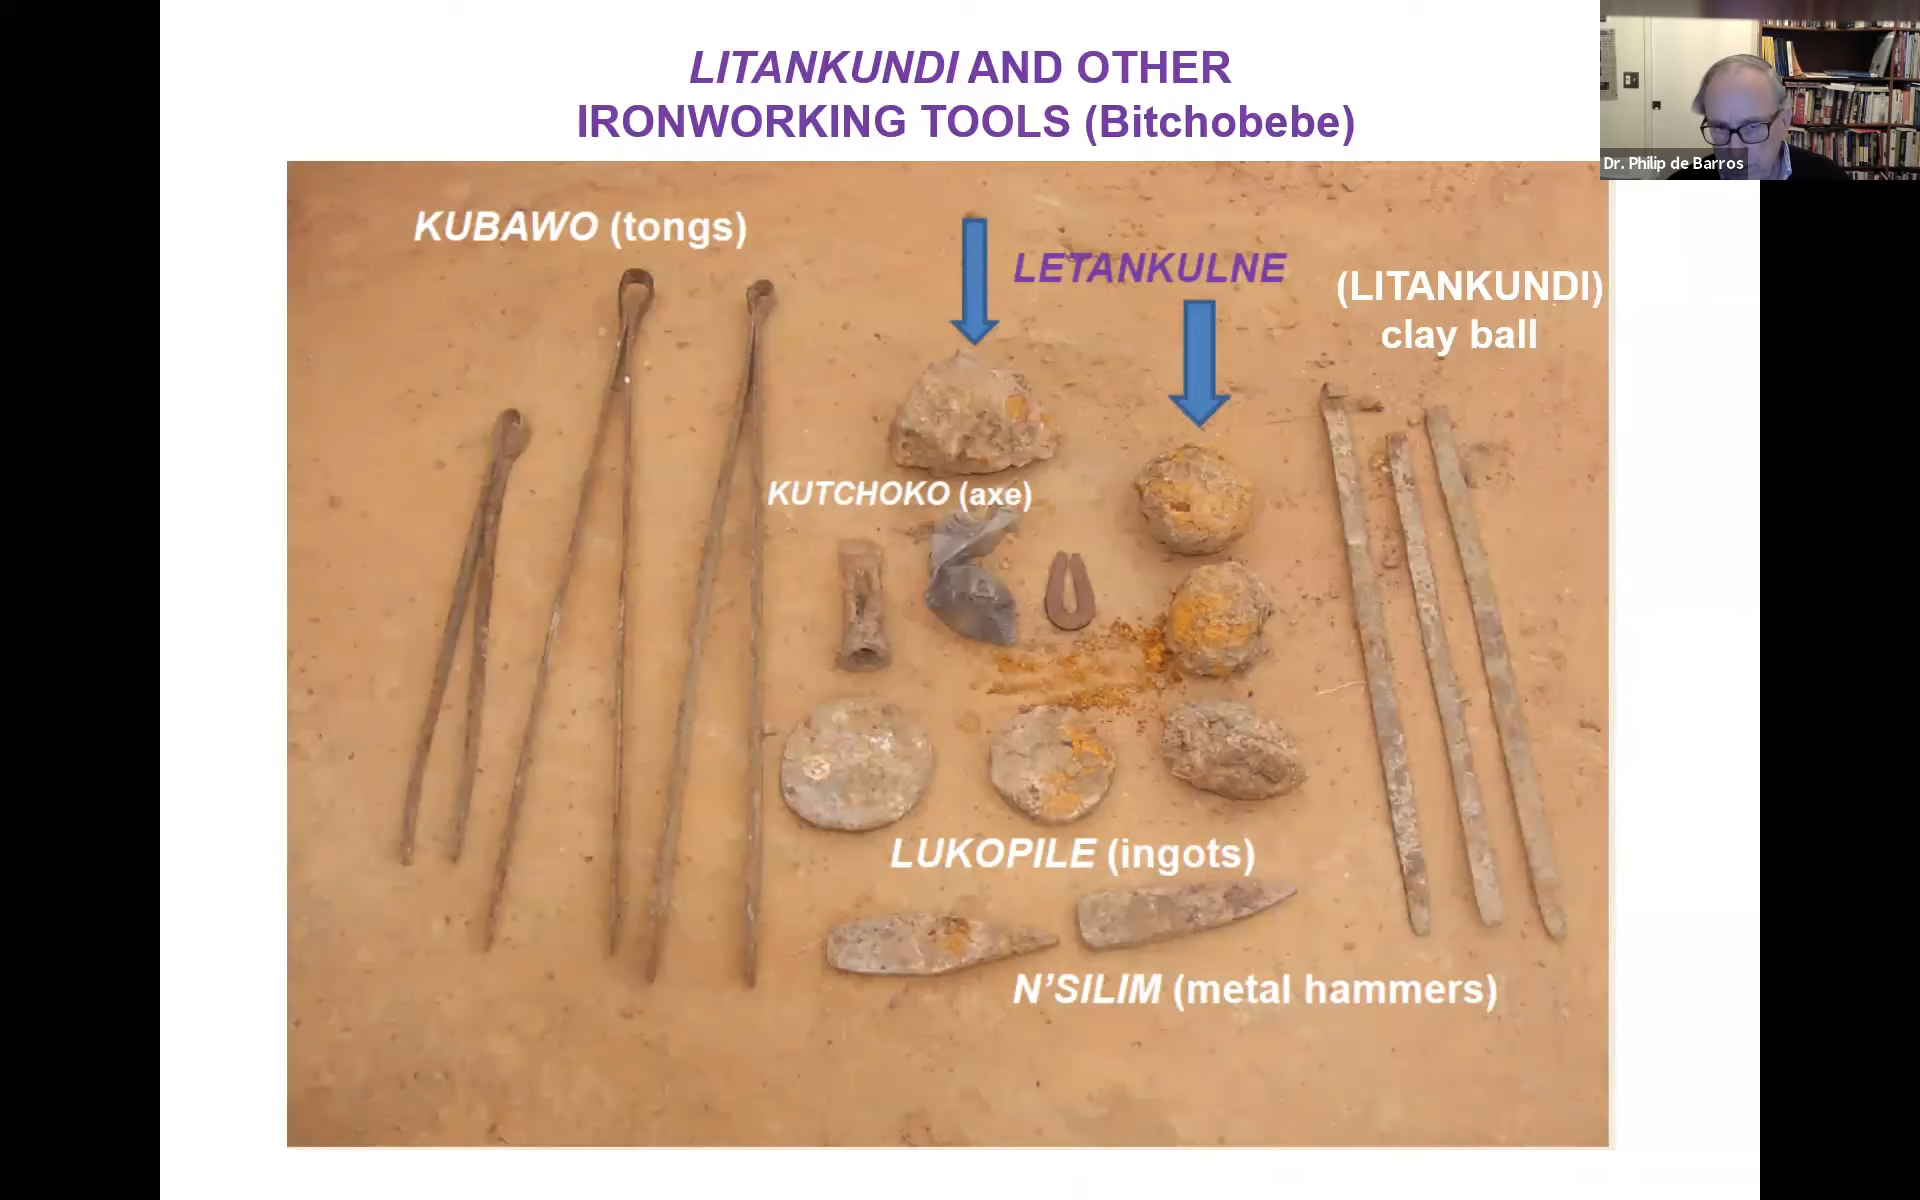 LITANKUNDI AND OTHER
IRONWORKING TOOLS (Bitchobebe)
Dr. Philip de Barros
KUBAWO (tongs)
LETANKULNE
(LITANKUNDI)
clay ball
KUTCHOKO (axe)
LUKOPILE (ingots)
N’SILIM (metal hammers)